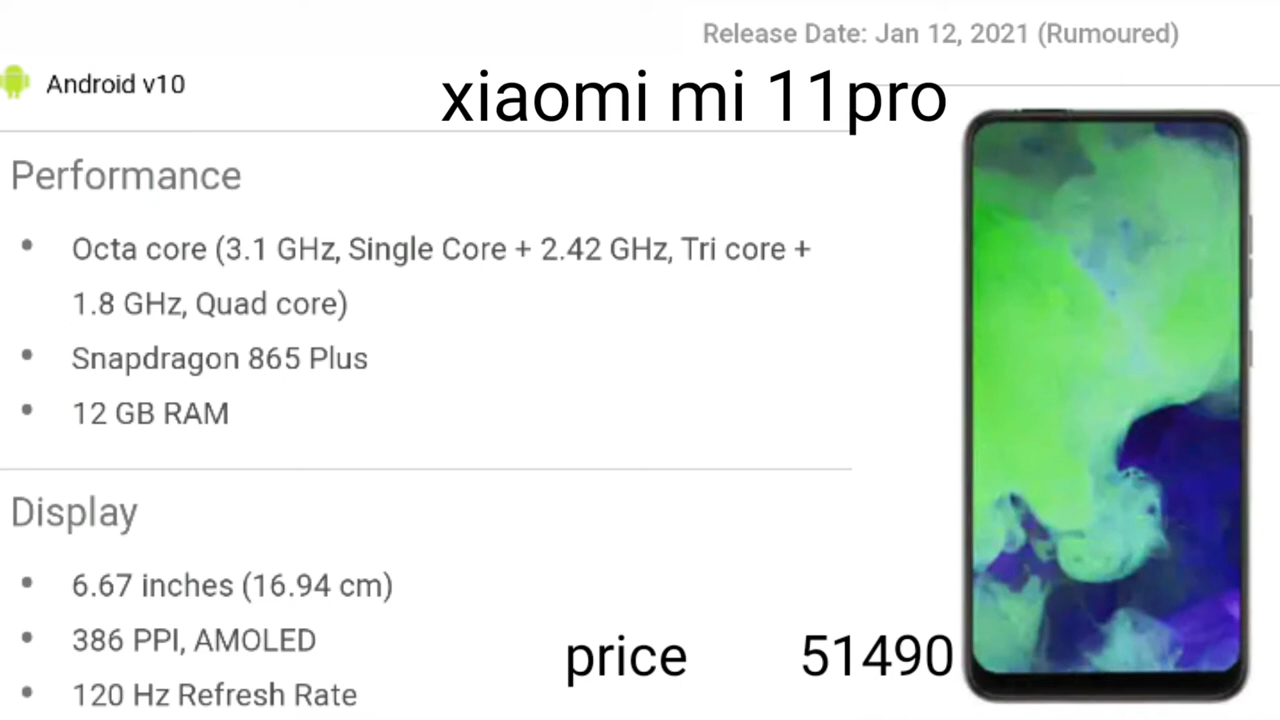 Release Date: Jan 12, 2021 (Rumoured)
Android v10
xiaomi mi 11pro
Performance
Octa core (3.1 GHz, Single Core + 2.42 GHz, Tri core +
1.8 GHz, Quad core)
Snapdragon 865 Plus
12 GB RAM
Display
6.67 inches (16.94 cm)
386 PPI, AMOLED
120 Hz Refresh Rate
price 51490